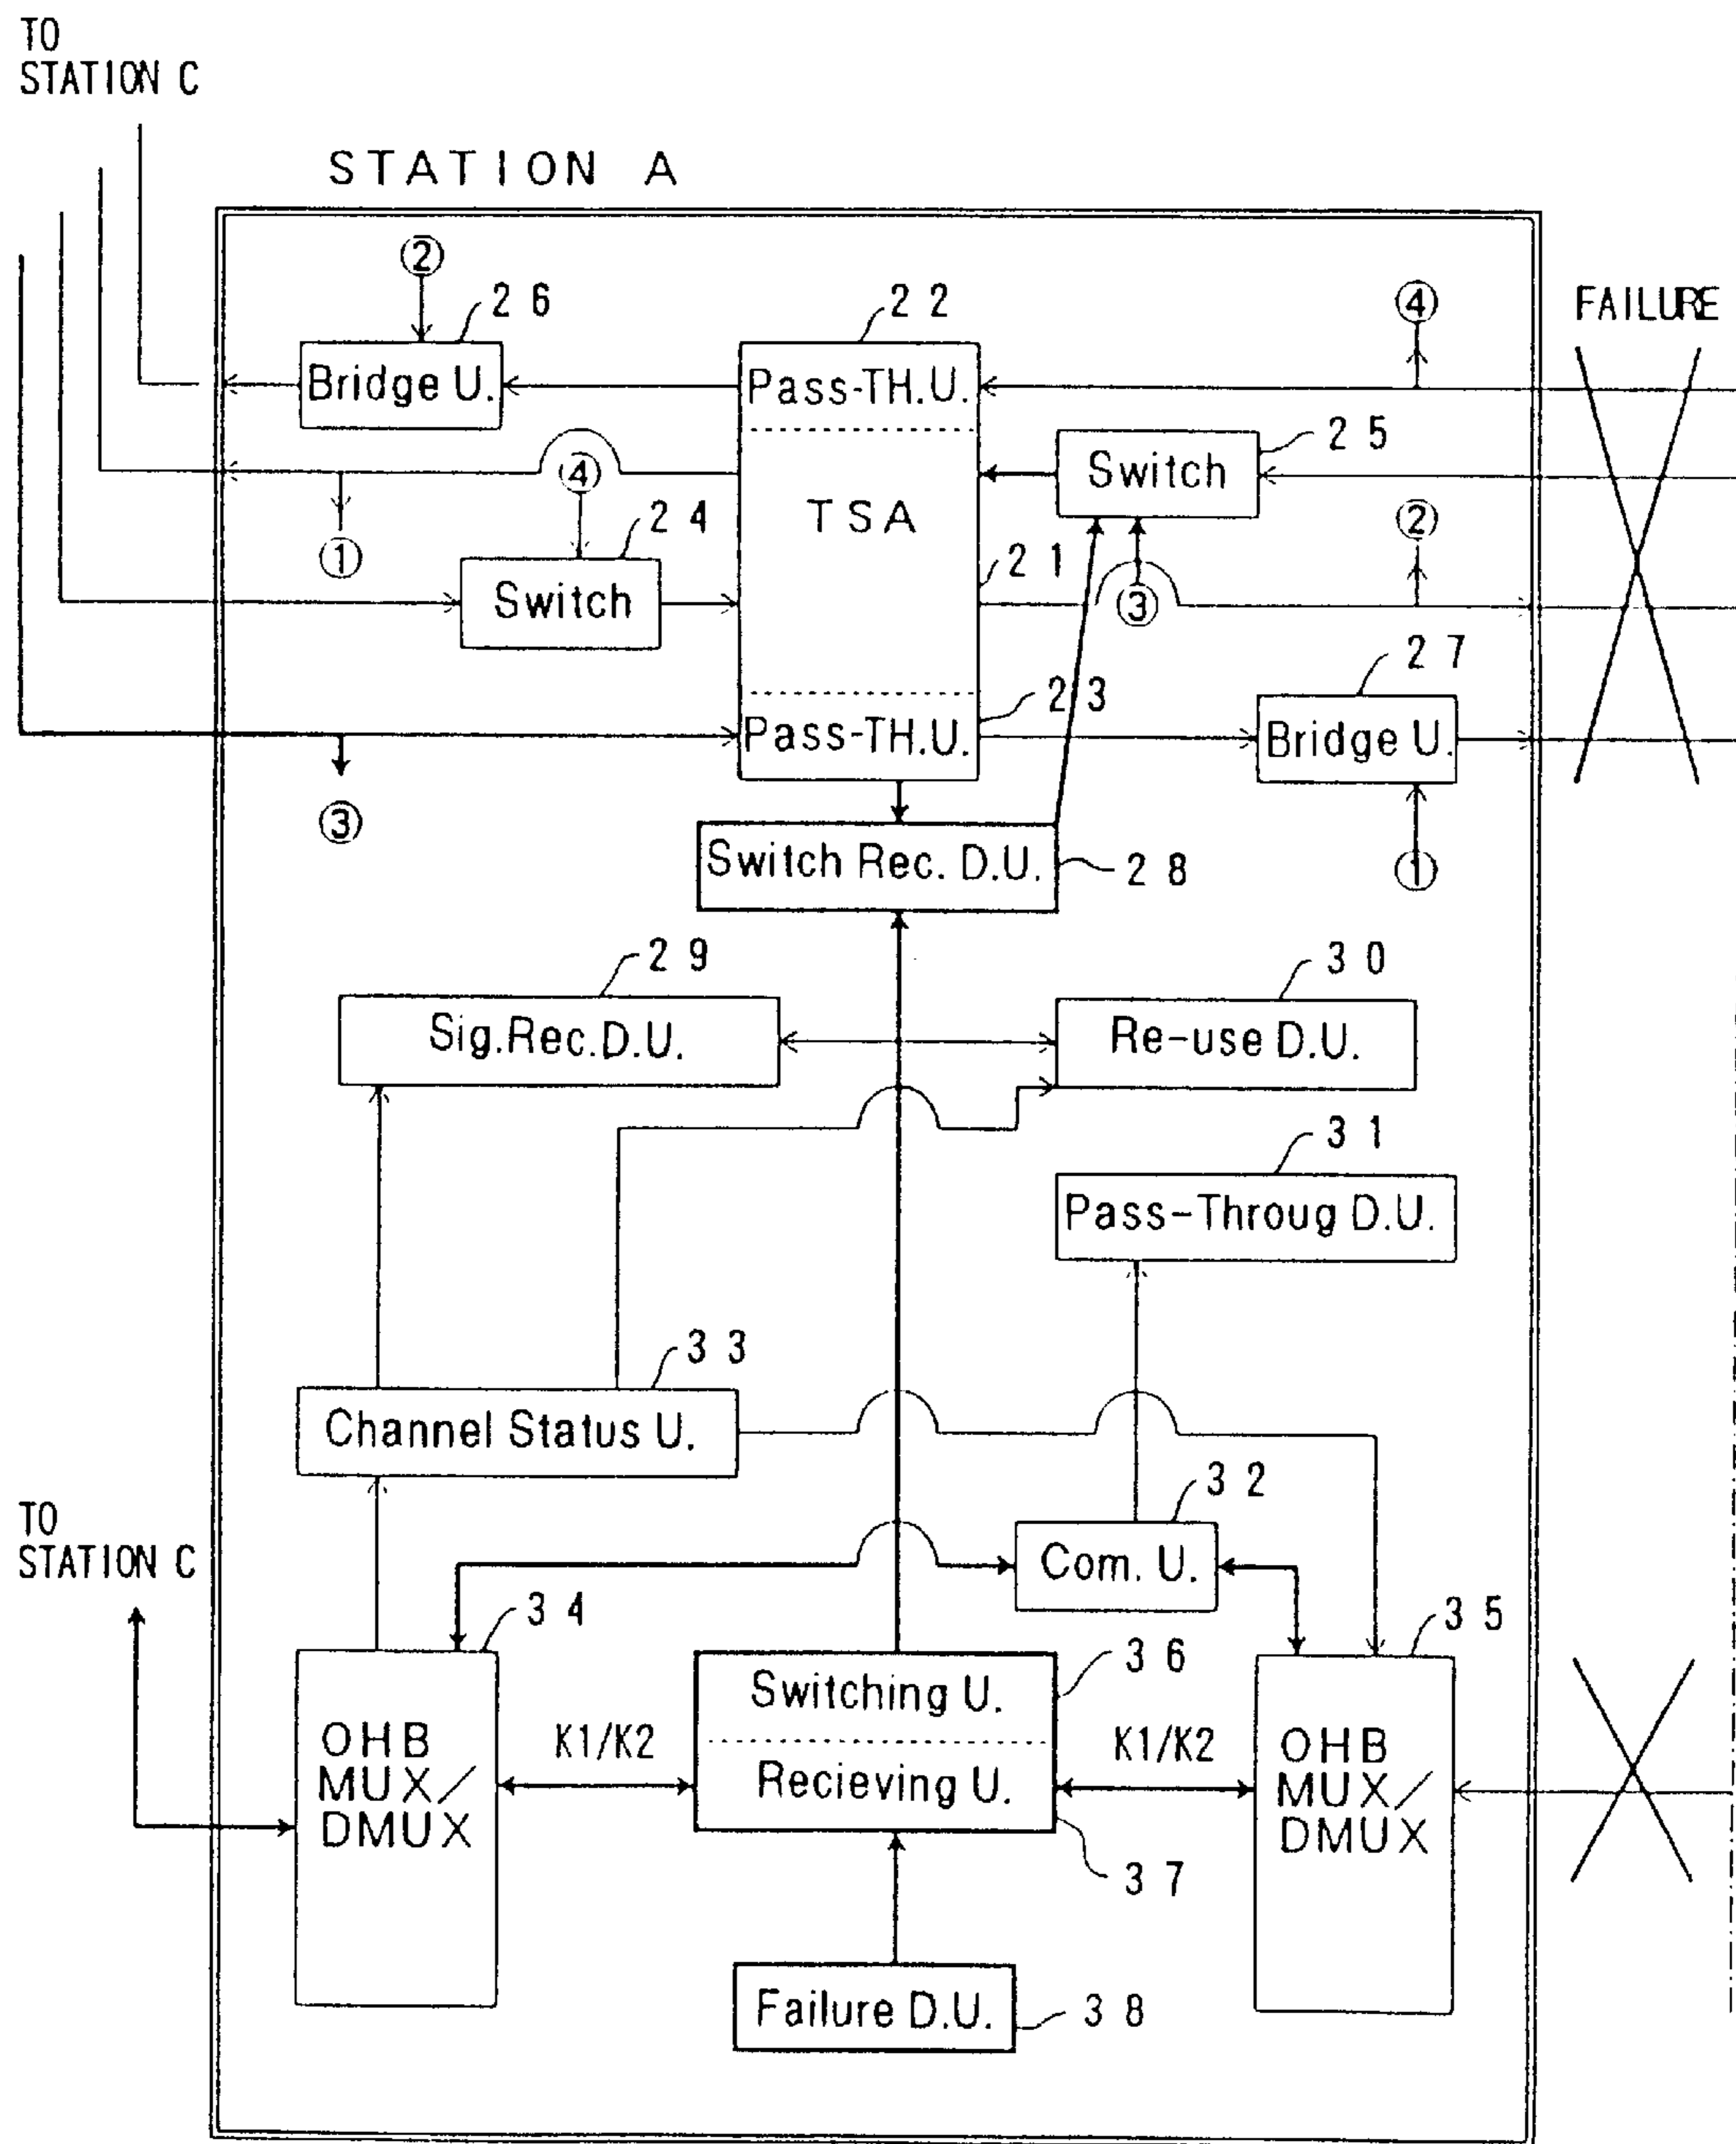 TO
STATION C
STATION A
②
26
22
④
FAILURE
Bridge U.
Pass-TH.U.
25
Switch
④
TSA
②
24
①
21
Switch
③
27
23
Pass-TH.U.
Bridge U.
③
Switch Rec. D.U.
28
①
29
30
Sig.Rec.D.U.
Re-use D.U.
31
Pass-Throug D.U.
33
Channel Status U.
32
TO
STATION C
Com. U.
34
35
36
Switching U.
OHB
MUX/
DMUX
K1/K2
K1/K2
OHB
MUX/
DMUX
Recieving U.
37
Failure D.U.
38